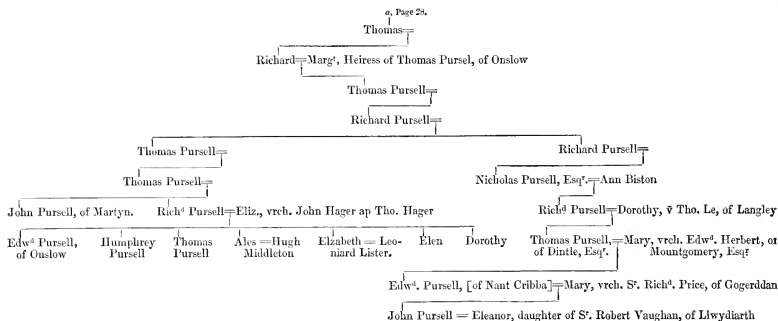 a, Page 28.
Thomas
Richard Marg^t, Heiress of Thomas Pursel, of Onslow
Thomas Pursell
Richard Pursell
Thomas Pursell Richard Pursell
Thomas Pursell Nicholas Pursell, Esq^r. Ann Biston
John Pursell, of Martyn. Rich^d Pursell Eliz., vrch. John Hager ap Tho. Hager Rich^d Pursell Dorothy, v̄ Tho. Le, of Langley
Edw^d Pursell, Humphrey Thomas Ales = Hugh Elzabeth = Leo- Elen Dorothy Thomas Pursell, Mary, vrch. Edw^d. Herbert, or
of Ouslow Pursell Pursell Middleton niard Lister. of Dintle, Esq^r. Mountgomery, Esq^r
Edw^d. Pursell, [of Nant Cribba] Mary, vrch. S^r. Rich^d. Price, of Gogerddan
John Pursell = Eleanor, daughter of S^r. Robert Vaughan, of Llwydiarth